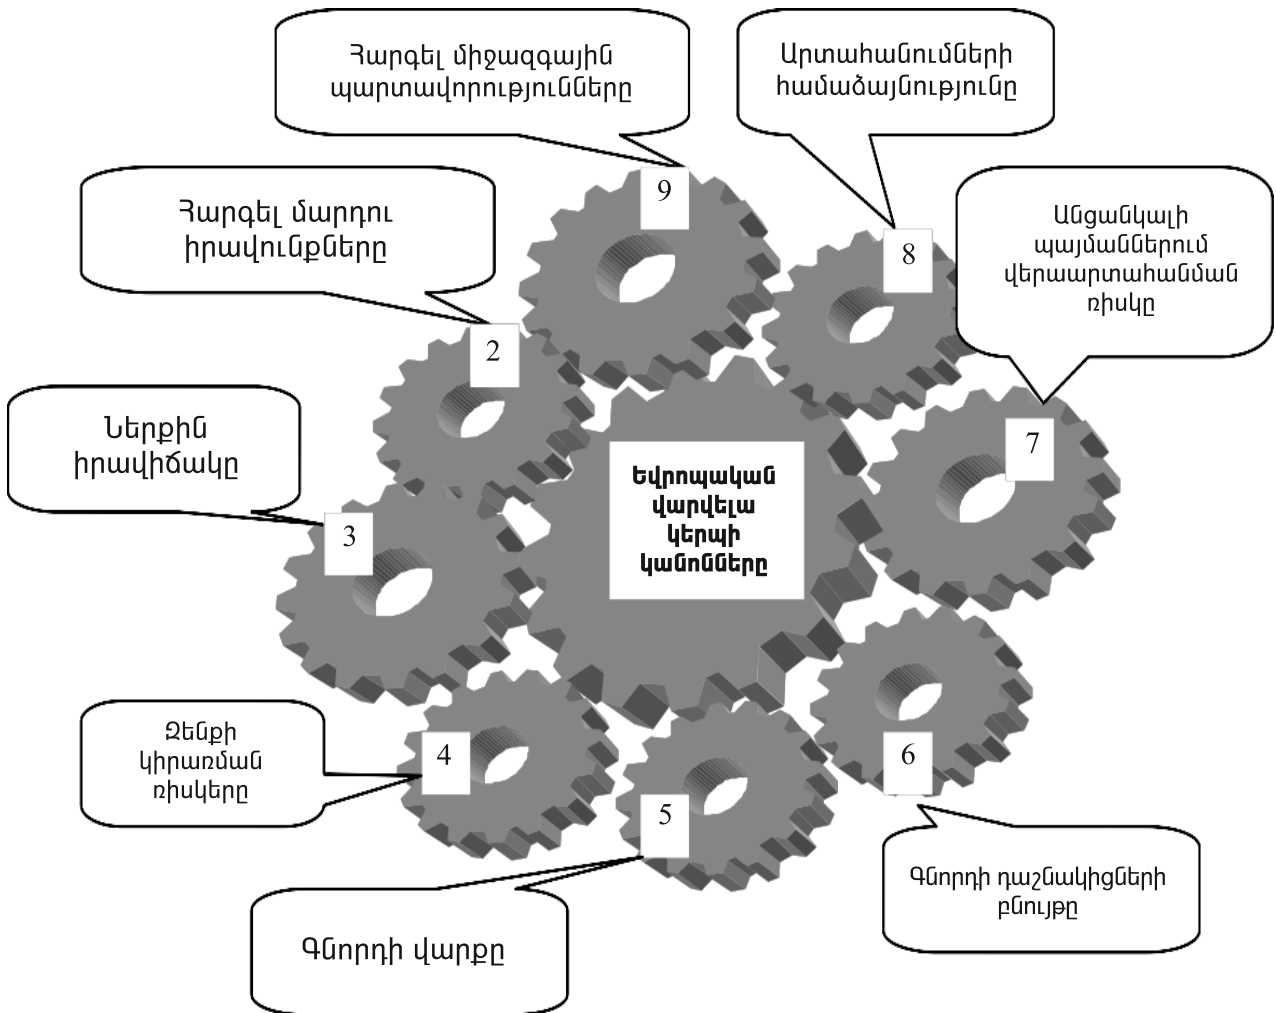 Հարգել միջազգային
պարտավորությունները
9
Արտահանումների
համաձայնությունը
8
Անցանկալի
պայմաններում
վերաարտահանման
ռիսկը
7
Հարգել մարդու
իրավունքները
2
Ներքին
իրավիճակը
3
Եվրոպական
վարվելա
կերպի
կանոնները
Զենքի
կիրառման
ռիսկերը
4
5
Գնորդի վարքը
6
Գնորդի դաշնակիցների
բնույթը